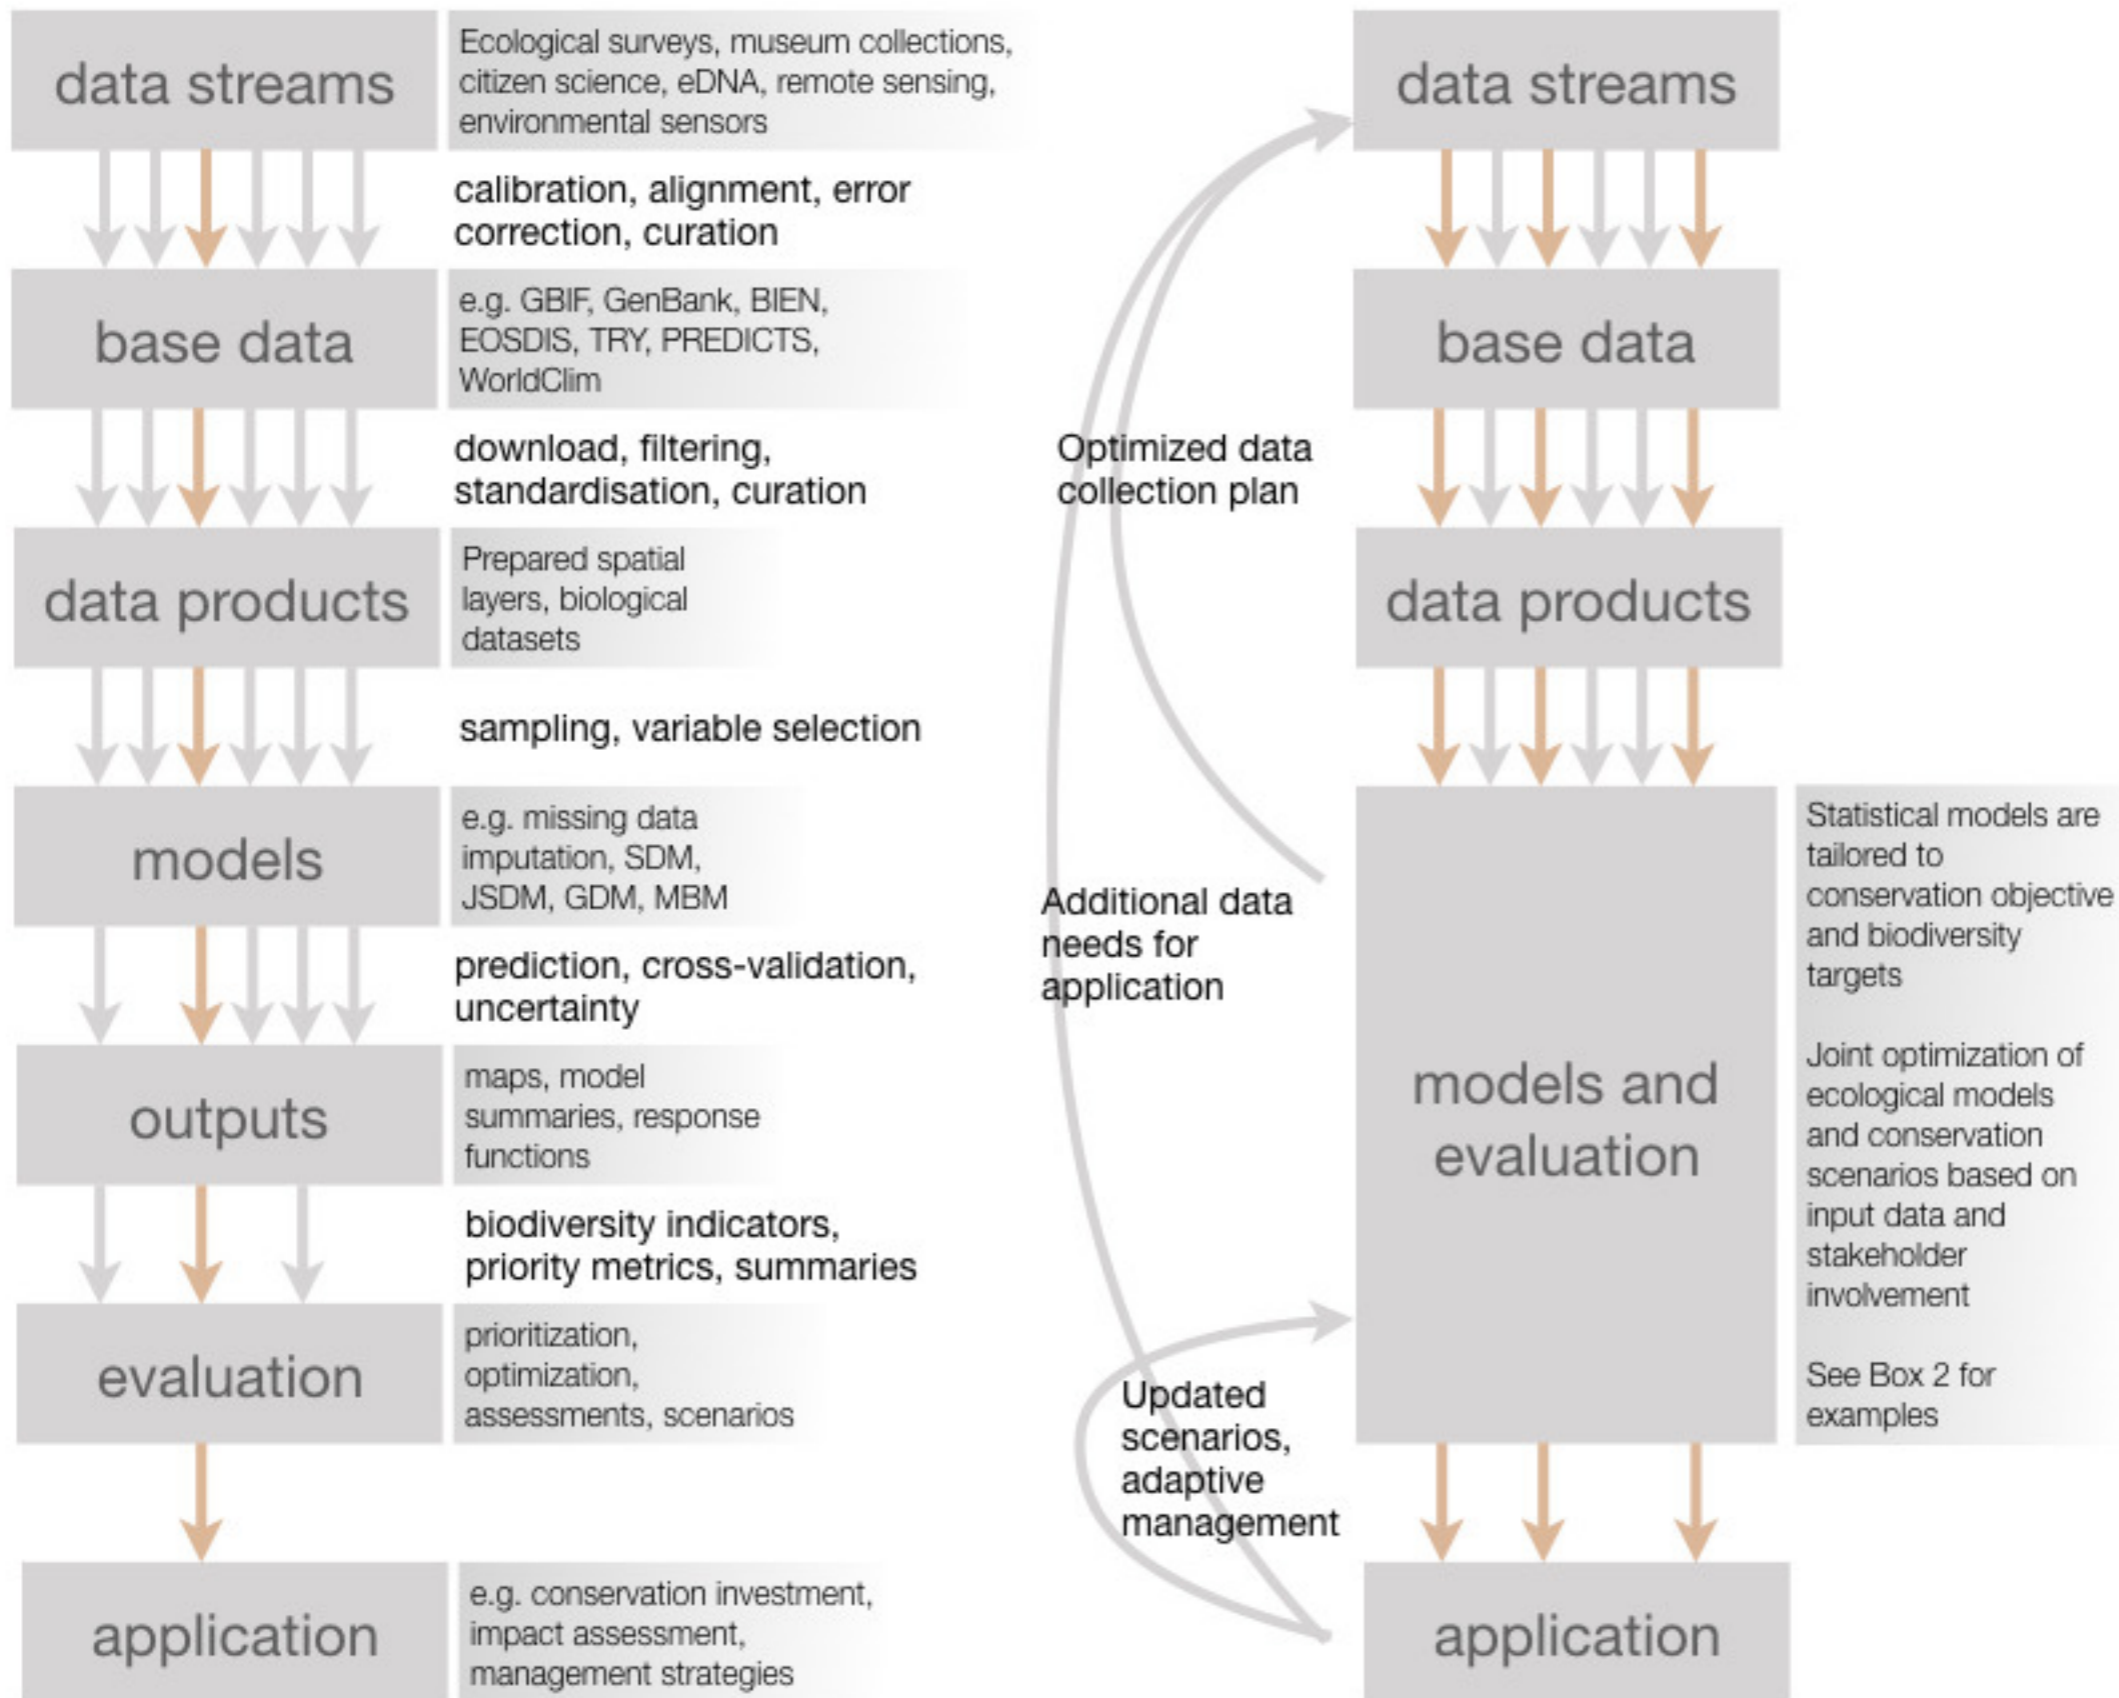 data streams
Ecological surveys, museum collections,
citizen science, eDNA, remote sensing,
environmental sensors
calibration, alignment, error
correction, curation
base data
e.g. GBIF, GenBank, BIEN,
EOSDIS, TRY, PREDICTS,
WorldClim
download, filtering,
standardisation, curation
data products
Prepared spatial
layers, biological
datasets
sampling, variable selection
models
e.g. missing data
imputation, SDM,
JSDM, GDM, MBM
prediction, cross-validation,
uncertainty
outputs
maps, model
summaries, response
functions
biodiversity indicators,
priority metrics, summaries
evaluation
prioritization,
optimization,
assessments, scenarios
application
e.g. conservation investment,
impact assessment,
management strategies
data streams
base data
Optimized data
collection plan
data products
Additional data
needs for
application
models and
evaluation
Statistical models are
tailored to
conservation objective
and biodiversity
targets
Joint optimization of
ecological models
and conservation
scenarios based on
input data and
stakeholder
involvement
See Box 2 for
examples
Updated
scenarios,
adaptive
management
application